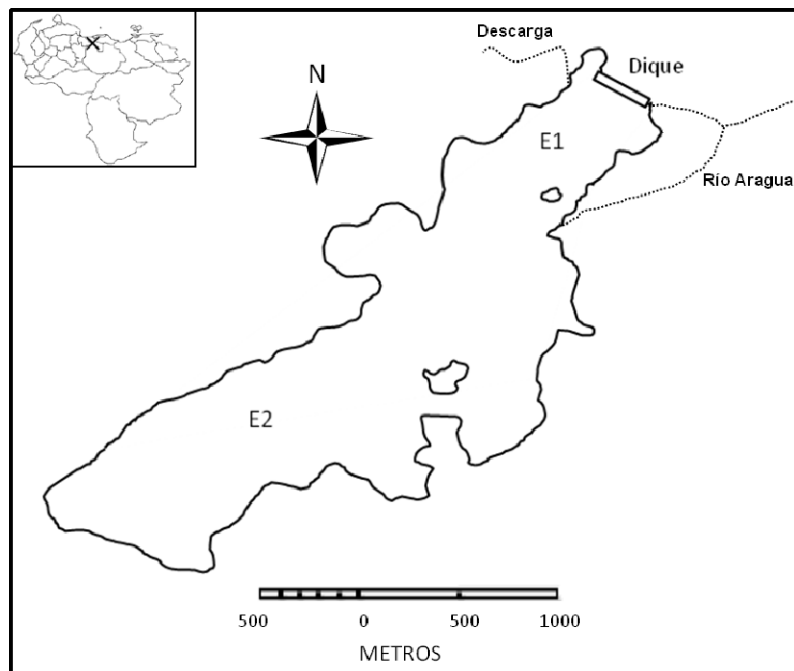 Descarga
Dique
N
E1
Río Aragua
E2
500 0 500 1000
METROS